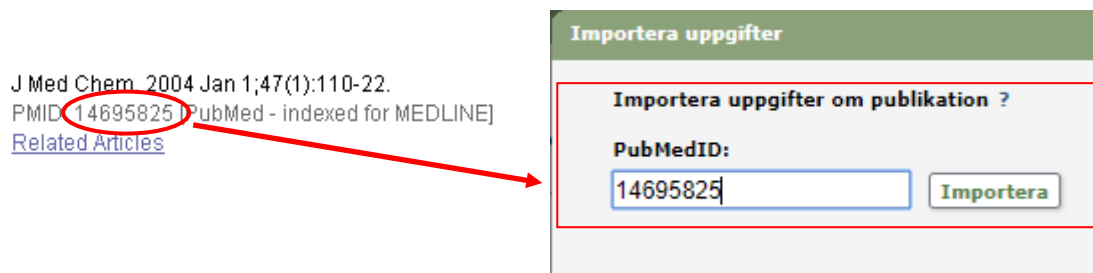 J Med Chem. 2004 Jan 1;47(1):110-22.
PMID: 14695825 [PubMed - indexed for MEDLINE]
Related Articles
Importera uppgifter
Importera uppgifter om publikation ?
PubMedID:
14695825
Importera